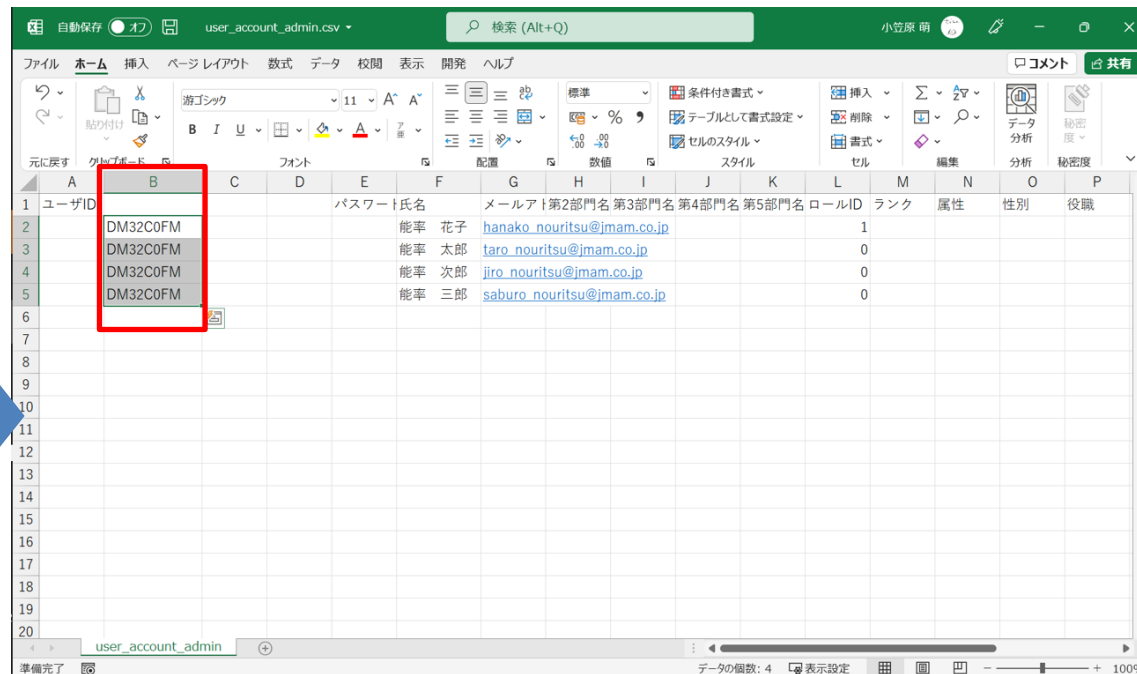 自動保存 オフ user_account_admin.csv 検索 (Alt+Q) 小笠原 萌
ファイル ホーム 挿入 ページ レイアウト 数式 データ 校閲 表示 開発 ヘルプ コメント 共有
貼り付け 游ゴシック 11 A A B I U A 標準 % 条件付き書式 テーブルとして書式設定 セルのスタイル 挿入 削除 書式 Σ データ分析 秘密度
元に戻す クリップボード フォント 配置 数値 スタイル セル 編集 分析 秘密度
A B C D E F G H I J K L M N O P
1 ユーザID パスワード 氏名 メールアド 第2部門名 第3部門名 第4部門名 第5部門名 ロールID ランク 属性 性別 役職
2 DM32C0FM 能率 花子 hanako_nouritsu@jmam.co.jp 1
3 DM32C0FM 能率 太郎 taro_nouritsu@jmam.co.jp 0
4 DM32C0FM 能率 次郎 jiro_nouritsu@jmam.co.jp 0
5 DM32C0FM 能率 三郎 saburo_nouritsu@jmam.co.jp 0
6
7
8
9
10
11
12
13
14
15
16
17
18
19
20
user_account_admin
準備完了 データの個数: 4 表示設定 100%